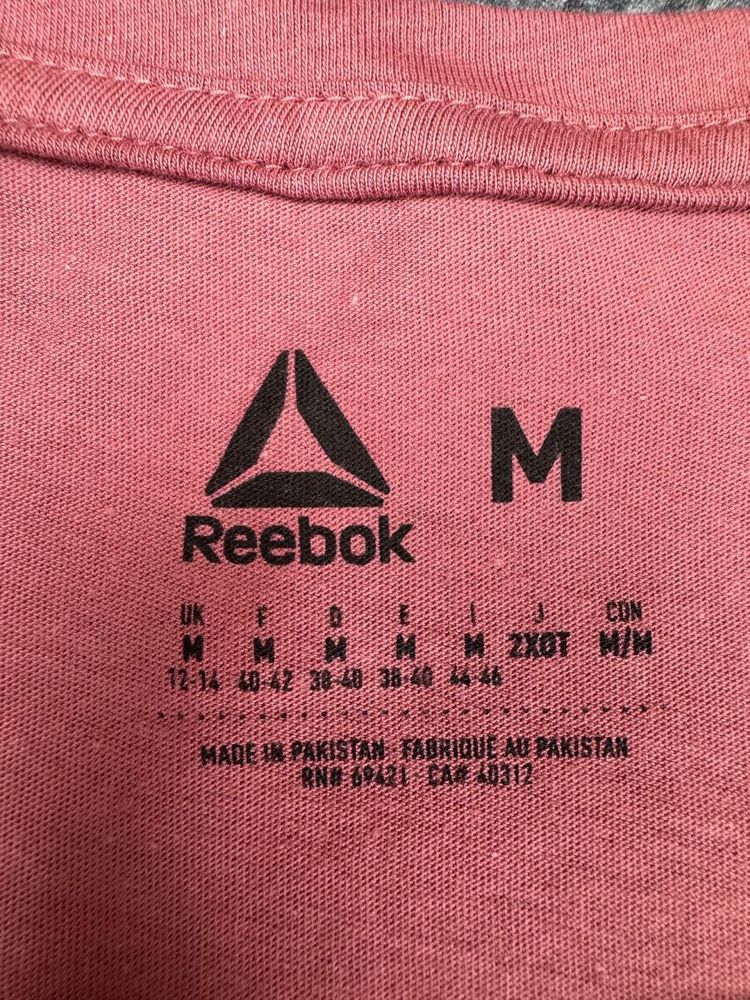 M
Reebok
UK F D E I J CDN
M M M M M 2XOT M/M
12-14 40-42 38-40 38-40 44-46
MADE IN PAKISTAN FABRIQUE AU PAKISTAN
RN# 69421 CA# 40312